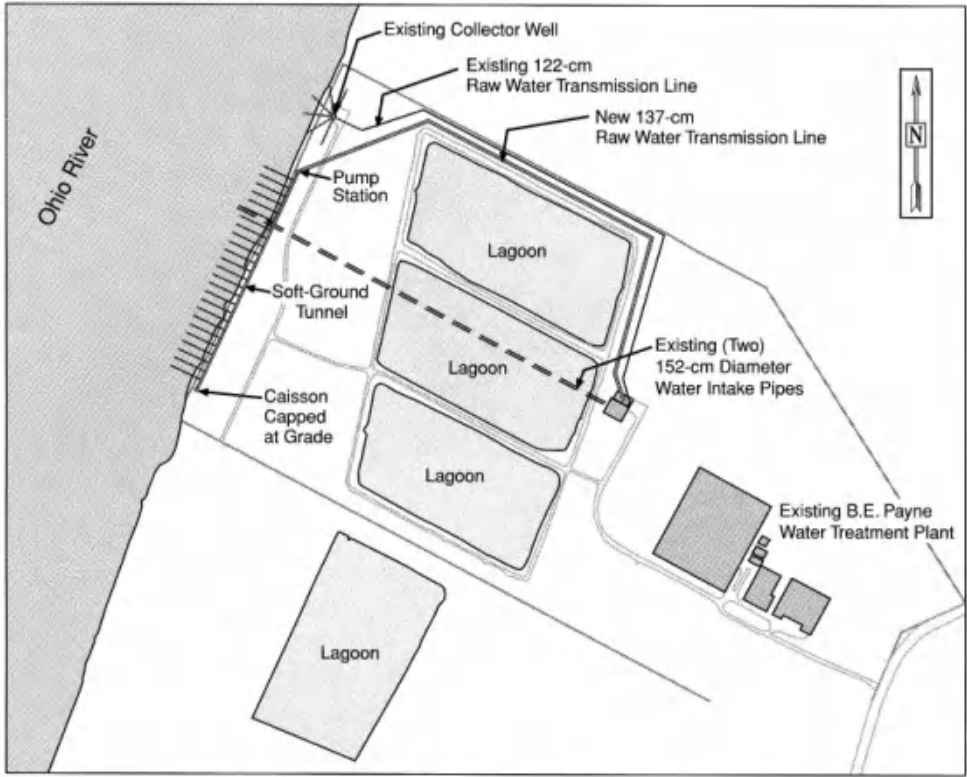 Existing Collector Well
Existing 122-cm
Raw Water Transmission Line
New 137-cm
Raw Water Transmission Line
N
Ohio River
Pump
Station
Lagoon
Soft-Ground
Tunnel
Lagoon
Existing (Two)
152-cm Diameter
Water Intake Pipes
Caisson
Capped
at Grade
Lagoon
Existing B.E. Payne
Water Treatment Plant
Lagoon